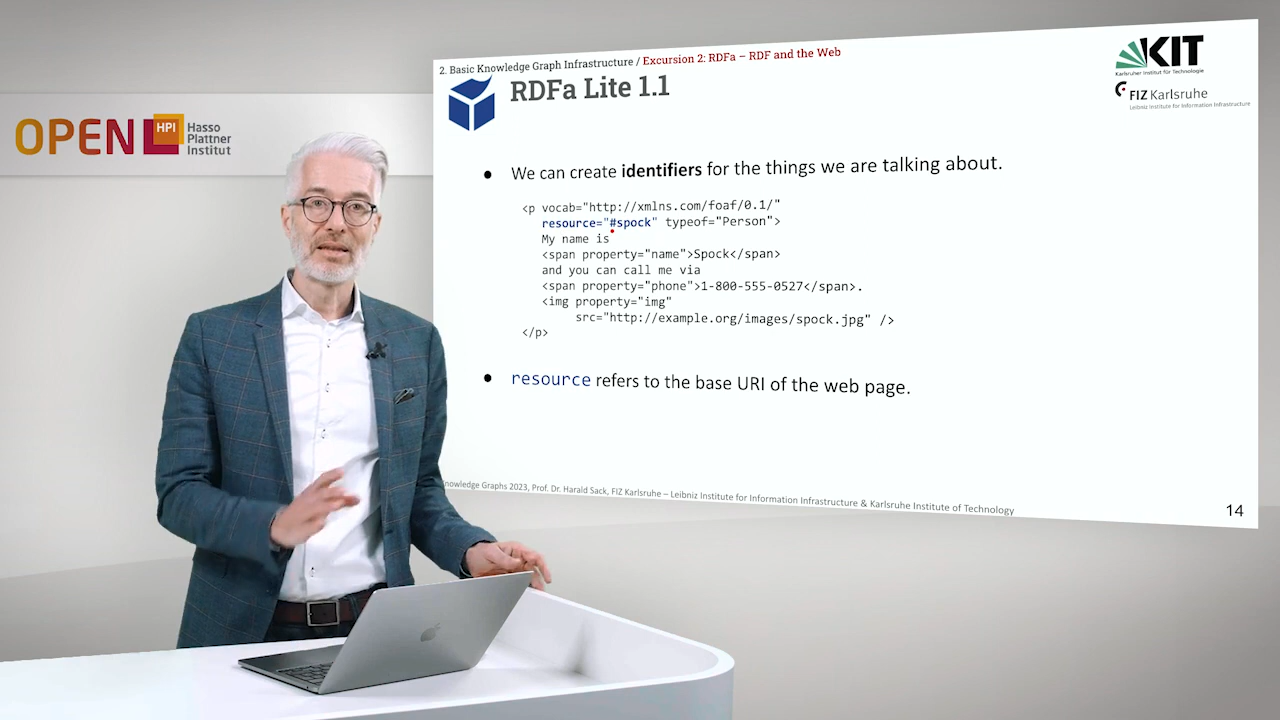 OPEN HPI Hasso
Plattner
Institut
2. Basic Knowledge Graph Infrastructure / Excursion 2: RDFa – RDF and the Web
RDFa Lite 1.1
KIT
Karlsruher Institut für Technologie
FIZ Karlsruhe
Leibniz Institute for Information Infrastructure
● We can create identifiers for the things we are talking about.
<p vocab="http://xmlns.com/foaf/0.1/"
resource="#spock" typeof="Person">
My name is
<span property="name">Spock</span>
and you can call me via
<span property="phone">1-800-555-0527</span>.
<img property="img"
src="http://example.org/images/spock.jpg" />
</p>
● resource refers to the base URI of the web page.
Knowledge Graphs 2023, Prof. Dr. Harald Sack, FIZ Karlsruhe – Leibniz Institute for Information Infrastructure & Karlsruhe Institute of Technology
14